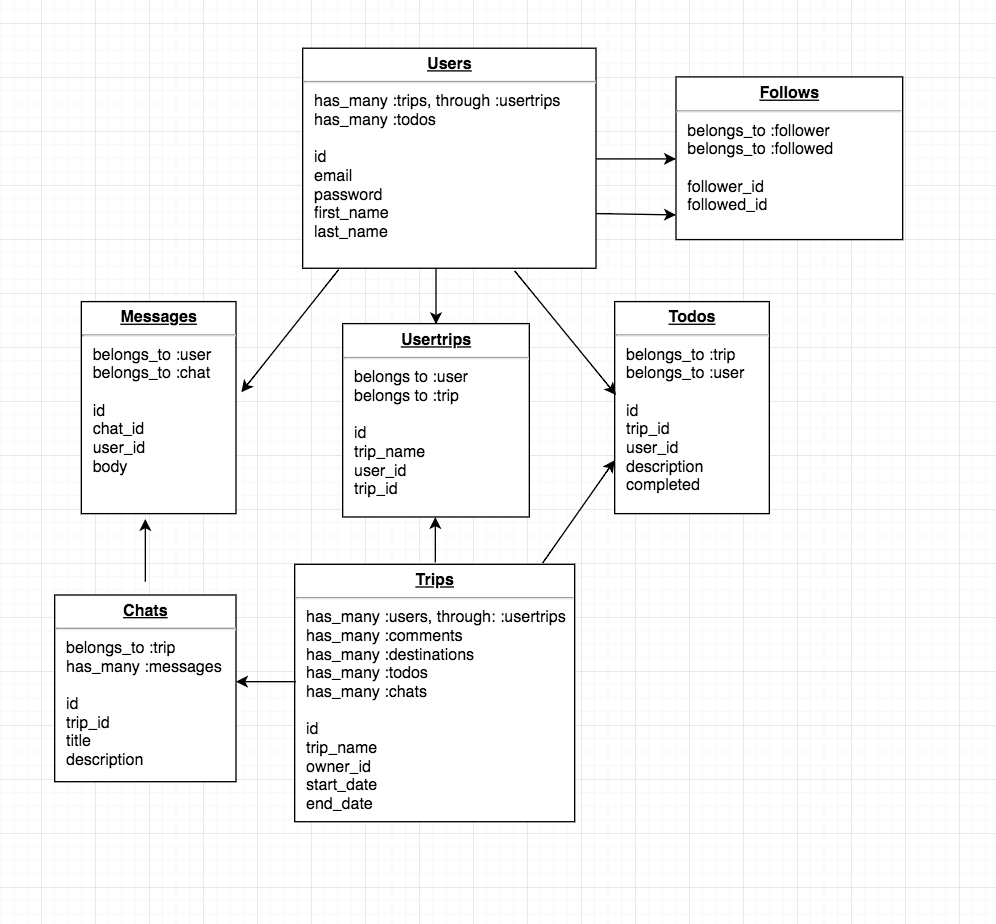 Users
has_many :trips, through :usertrips
has_many :todos
id
email
password
first_name
last_name
Follows
belongs_to :follower
belongs_to :followed
follower_id
followed_id
Messages
belongs_to :user
belongs_to :chat
id
chat_id
user_id
body
Usertrips
belongs to :user
belongs to :trip
id
trip_name
user_id
trip_id
Todos
belongs_to :trip
belongs_to :user
id
trip_id
user_id
description
completed
Chats
belongs_to :trip
has_many :messages
id
trip_id
title
description
Trips
has_many :users, through: :usertrips
has_many :comments
has_many :destinations
has_many :todos
has_many :chats
id
trip_name
owner_id
start_date
end_date